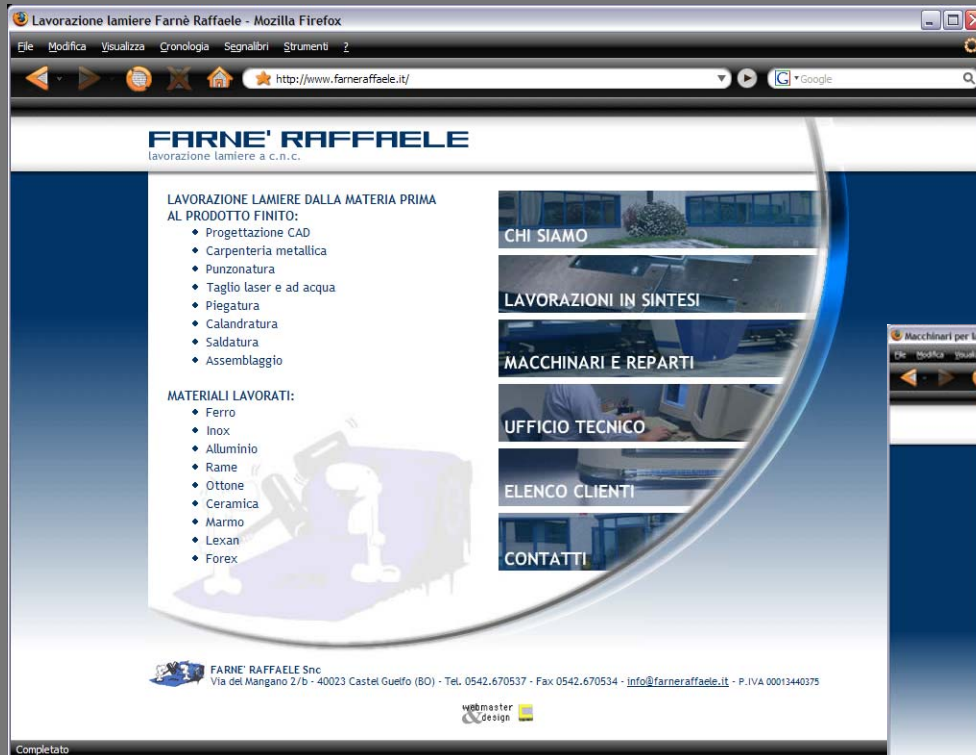 Lavorazione lamiere Farnè Raffaele - Mozilla Firefox
File Modifica Visualizza Cronologia Segnalibri Strumenti ?
http://www.farneraffaele.it/
G Google
FARNE' RAFFAELE
lavorazione lamiere a c.n.c.
LAVORAZIONE LAMIERE DALLA MATERIA PRIMA
AL PRODOTTO FINITO:
Progettazione CAD
Carpenteria metallica
Punzonatura
Taglio laser e ad acqua
Piegatura
Calandratura
Saldatura
Assemblaggio
MATERIALI LAVORATI:
Ferro
Inox
Alluminio
Rame
Ottone
Ceramica
Marmo
Lexan
Forex
CHI SIAMO
LAVORAZIONI IN SINTESI
MACCHINARI E REPARTI
UFFICIO TECNICO
ELENCO CLIENTI
CONTATTI
FARNE' RAFFAELE Snc
Via del Mangano 2/b - 40023 Castel Guelfo (BO) - Tel. 0542.670537 - Fax 0542.670534 - info@farneraffaele.it - P.IVA 00013440375
webmaster
&design
Completato
Macchinari per la
File Modifica Visual